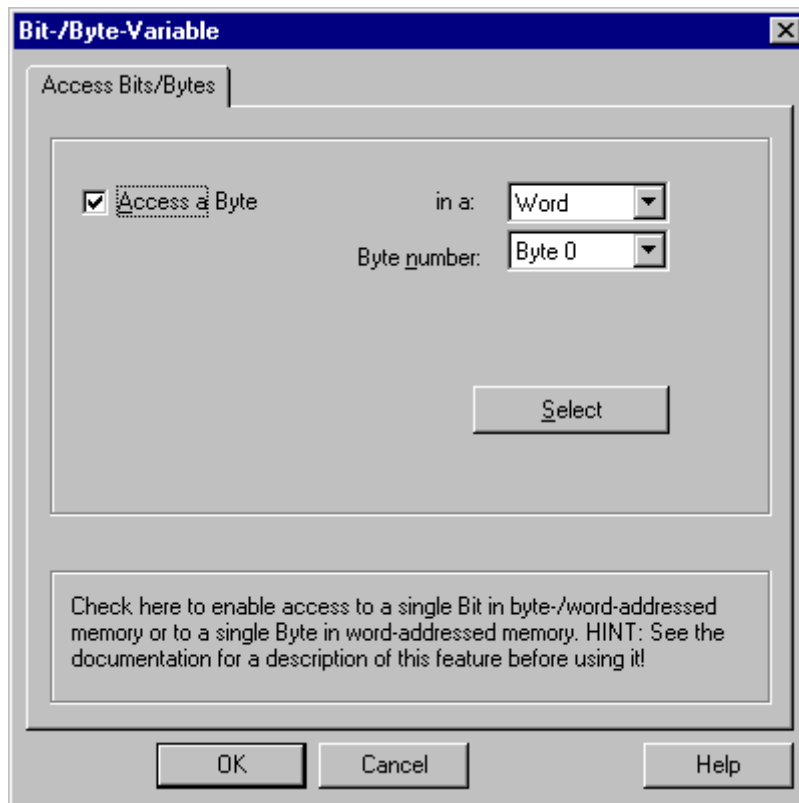 Bit-/Byte-Variable
Access Bits/Bytes
Access a Byte in a: Word
Byte number: Byte 0
Select
Check here to enable access to a single Bit in byte-/word-addressed
memory or to a single Byte in word-addressed memory. HINT: See the
documentation for a description of this feature before using it!
OK Cancel Help